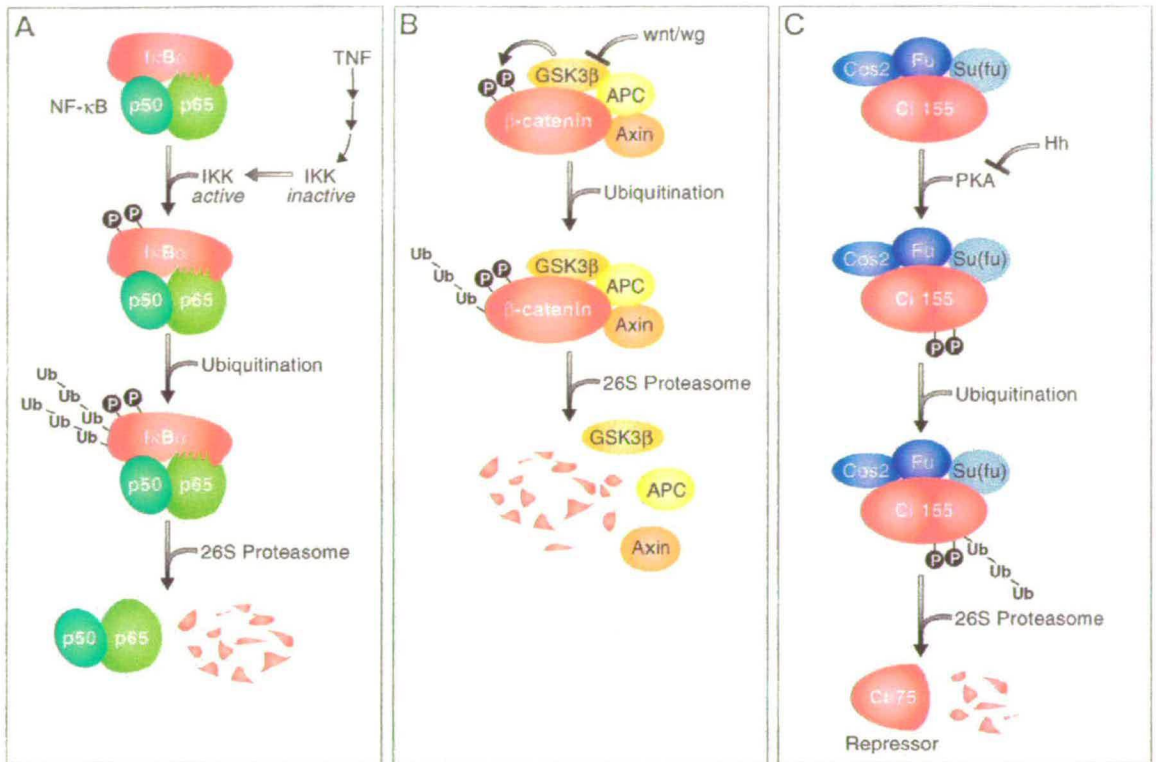 A
IκBα
TNF
NF-κB
p50
p65
IKK
active
IKK
inactive
P P
IκBα
p50
p65
Ubiquitination
Ub
Ub
Ub
Ub
Ub
Ub
P P
IκBα
p50
p65
26S Proteasome
p50
p65
B
wnt/wg
P P
GSK3β
APC
β-catenin
Axin
Ubiquitination
Ub
Ub
Ub
P P
GSK3β
APC
β-catenin
Axin
26S Proteasome
GSK3β
APC
Axin
C
Cos2
Fu
Su(fu)
Ci 155
Hh
PKA
Cos2
Fu
Su(fu)
Ci 155
P P
Ubiquitination
Cos2
Fu
Su(fu)
Ci 155
P P
Ub
Ub
Ub
26S Proteasome
Ci 75
Repressor